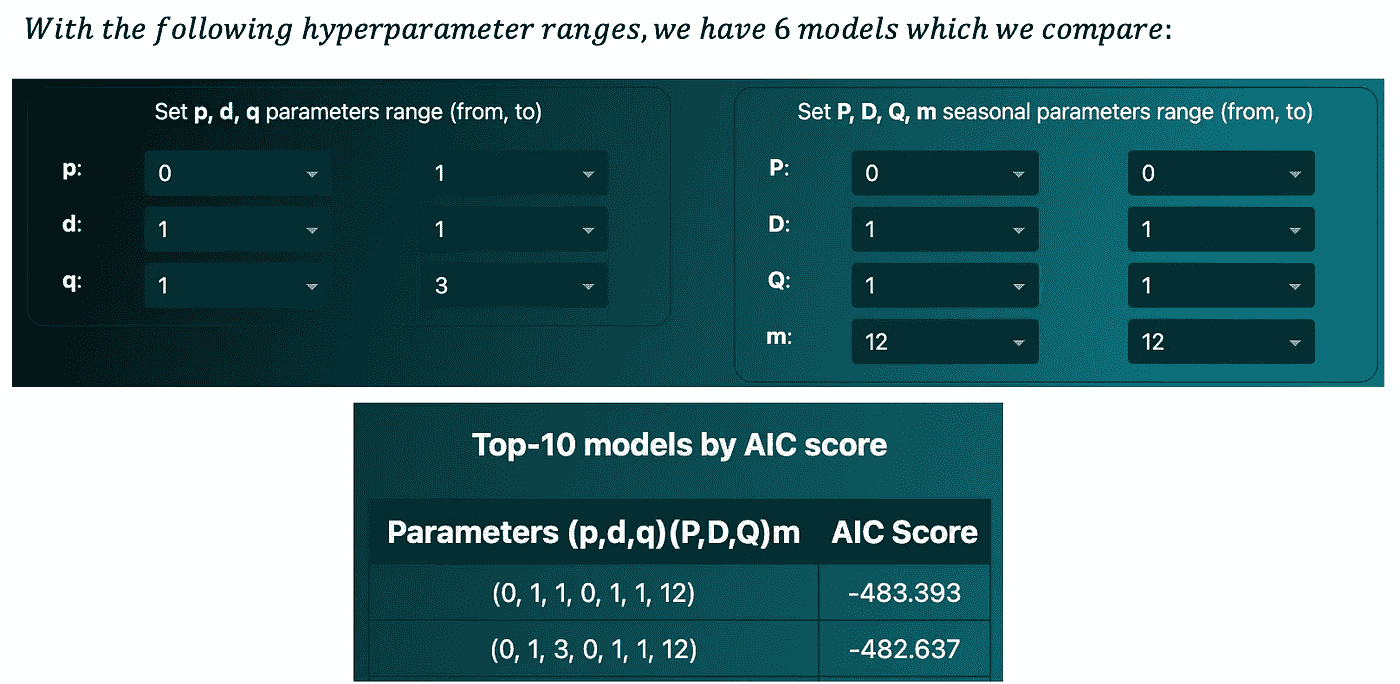 With the following hyperparameter ranges, we have 6 models which we compare:
Set p, d, q parameters range (from, to)
p: 0 1
d: 1 1
q: 1 3
Set P, D, Q, m seasonal parameters range (from, to)
P: 0 0
D: 1 1
Q: 1 1
m: 12 12
Top-10 models by AIC score
Parameters (p,d,q)(P,D,Q)m AIC Score
(0, 1, 1, 0, 1, 1, 12) -483.393
(0, 1, 3, 0, 1, 1, 12) -482.637